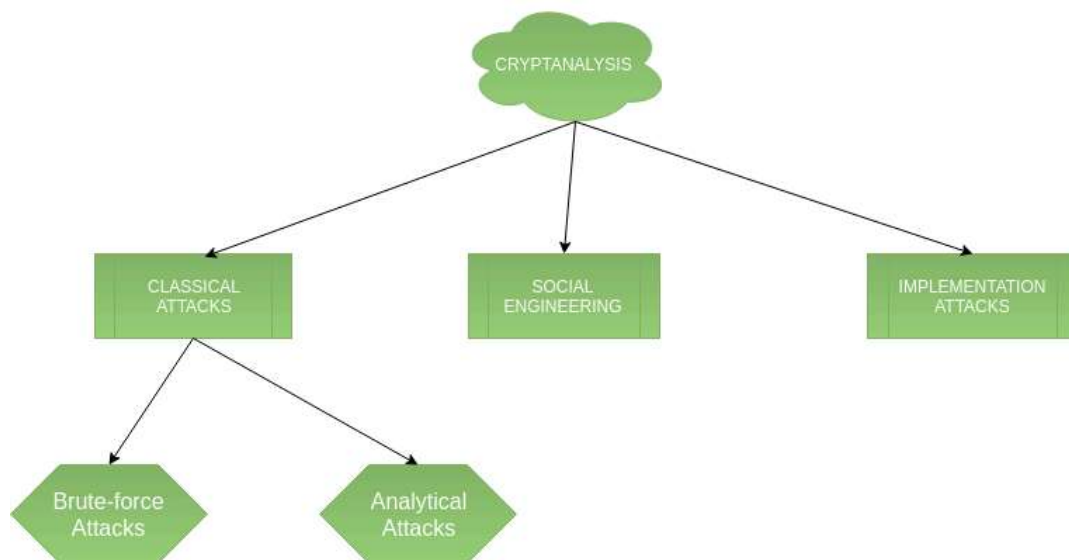 CRYPTANALYSIS
CLASSICAL
ATTACKS
SOCIAL
ENGINEERING
IMPLEMENTATION
ATTACKS
Brute-force
Attacks
Analytical
Attacks